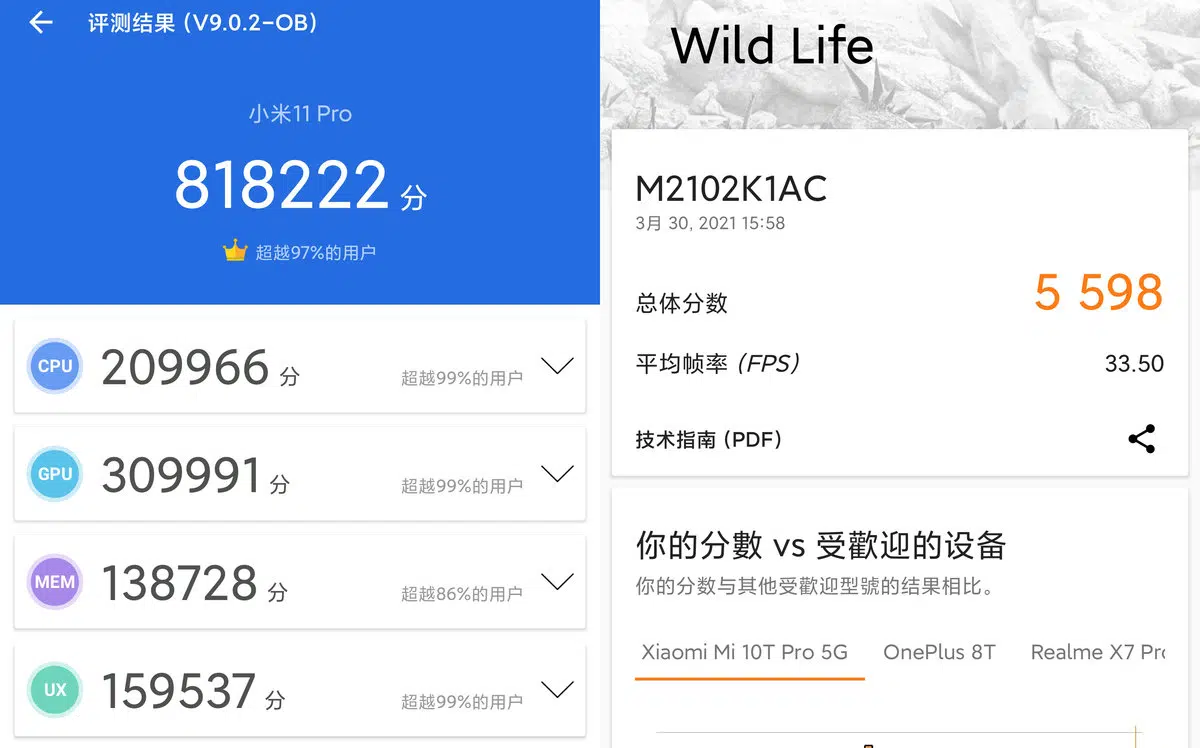 评测结果 (V9.0.2-OB)
小米11 Pro
818222 分
超越97%的用户
CPU 209966 分 超越99%的用户
GPU 309991 分 超越99%的用户
MEM 138728 分 超越86%的用户
UX 159537 分 超越99%的用户
Wild Life
M2102K1AC
3月 30, 2021 15:58
总体分数 5 598
平均帧率 (FPS) 33.50
技术指南 (PDF)
你的分數 vs 受歡迎的设备
你的分数与其他受歡迎型號的结果相比。
Xiaomi Mi 10T Pro 5G OnePlus 8T Realme X7 Pro